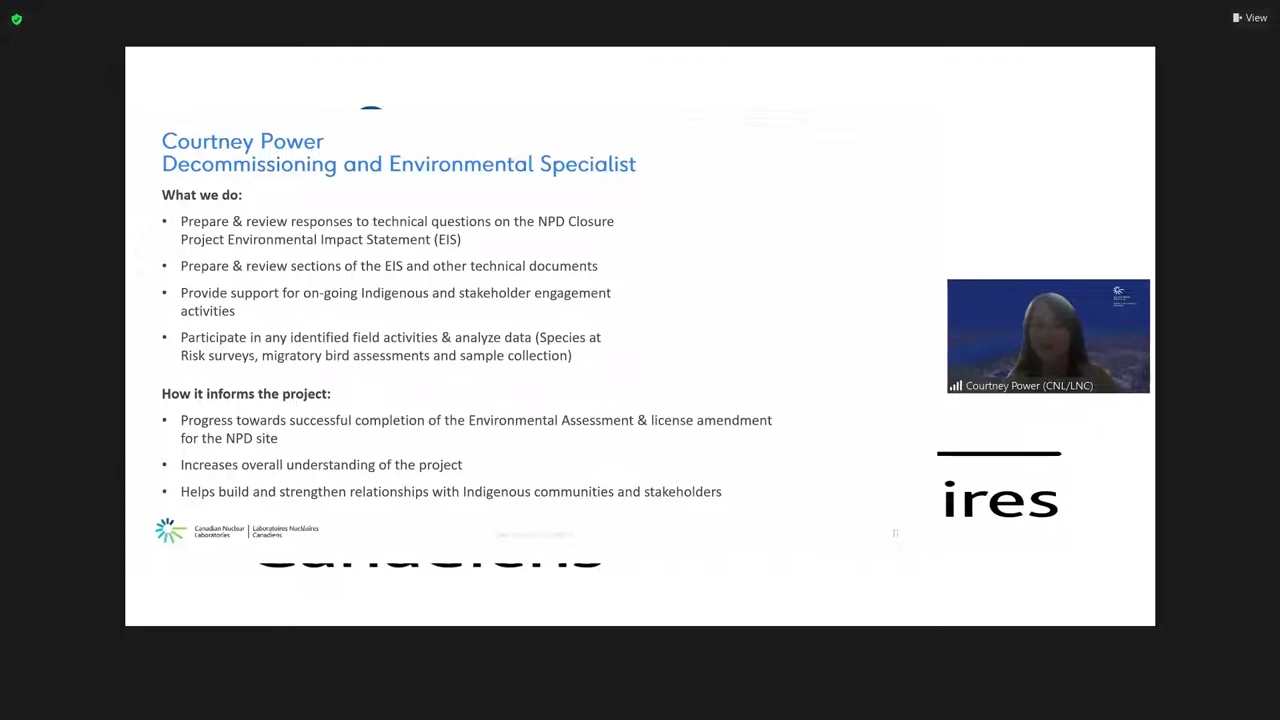 View
Courtney Power
Decommissioning and Environmental Specialist
What we do:
• Prepare & review responses to technical questions on the NPD Closure
Project Environmental Impact Statement (EIS)
• Prepare & review sections of the EIS and other technical documents
• Provide support for on-going Indigenous and stakeholder engagement
activities
• Participate in any identified field activities & analyze data (Species at
Risk surveys, migratory bird assessments and sample collection)
How it informs the project:
• Progress towards successful completion of the Environmental Assessment & license amendment
for the NPD site
• Increases overall understanding of the project
• Helps build and strengthen relationships with Indigenous communities and stakeholders
Canadian Nuclear | Laboratoires Nucléaires
Laboratories | Canadiens
Courtney Power (CNL/LNC)
ires